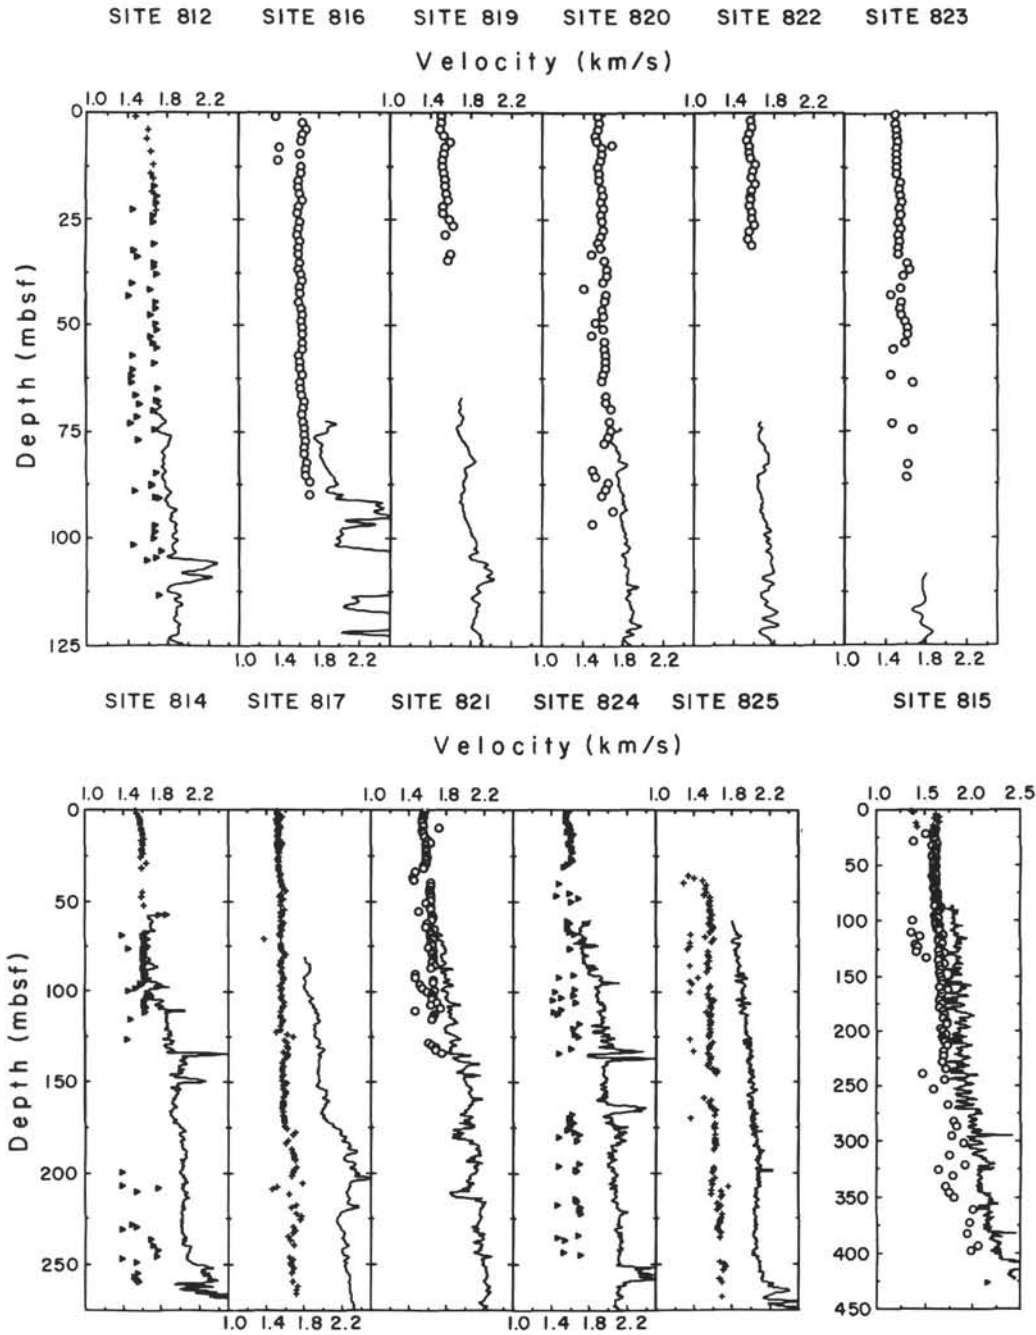 SITE 812 SITE 816 SITE 819 SITE 820 SITE 822 SITE 823
Velocity (km/s)
1.0 1.4 1.8 2.2 1.0 1.4 1.8 2.2 1.0 1.4 1.8 2.2
0
25
50
75
100
125
Depth (mbsf)
1.0 1.4 1.8 2.2 1.0 1.4 1.8 2.2 1.0 1.4 1.8 2.2
SITE 814 SITE 817 SITE 821 SITE 824 SITE 825 SITE 815
Velocity (km/s)
1.0 1.4 1.8 2.2 1.0 1.4 1.8 2.2 1.0 1.4 1.8 2.2 1.0 1.5 2.0 2.5
0
50
100
150
200
250
Depth (mbsf)
0
50
100
150
200
250
300
350
400
450
1.0 1.4 1.8 2.2 1.0 1.4 1.8 2.2